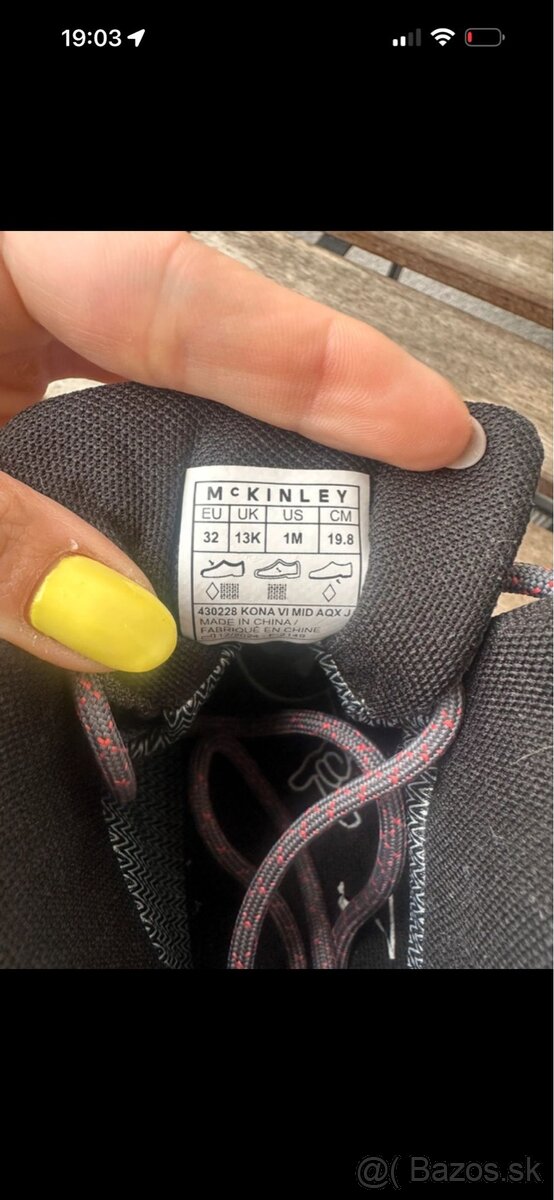 19:03
McKINLEY
EU UK US CM
32 13K 1M 19.8
430228 KONA VI MID AQX J
MADE IN CHINA /
FABRIQUÉ EN CHINE
@( Bazos.sk